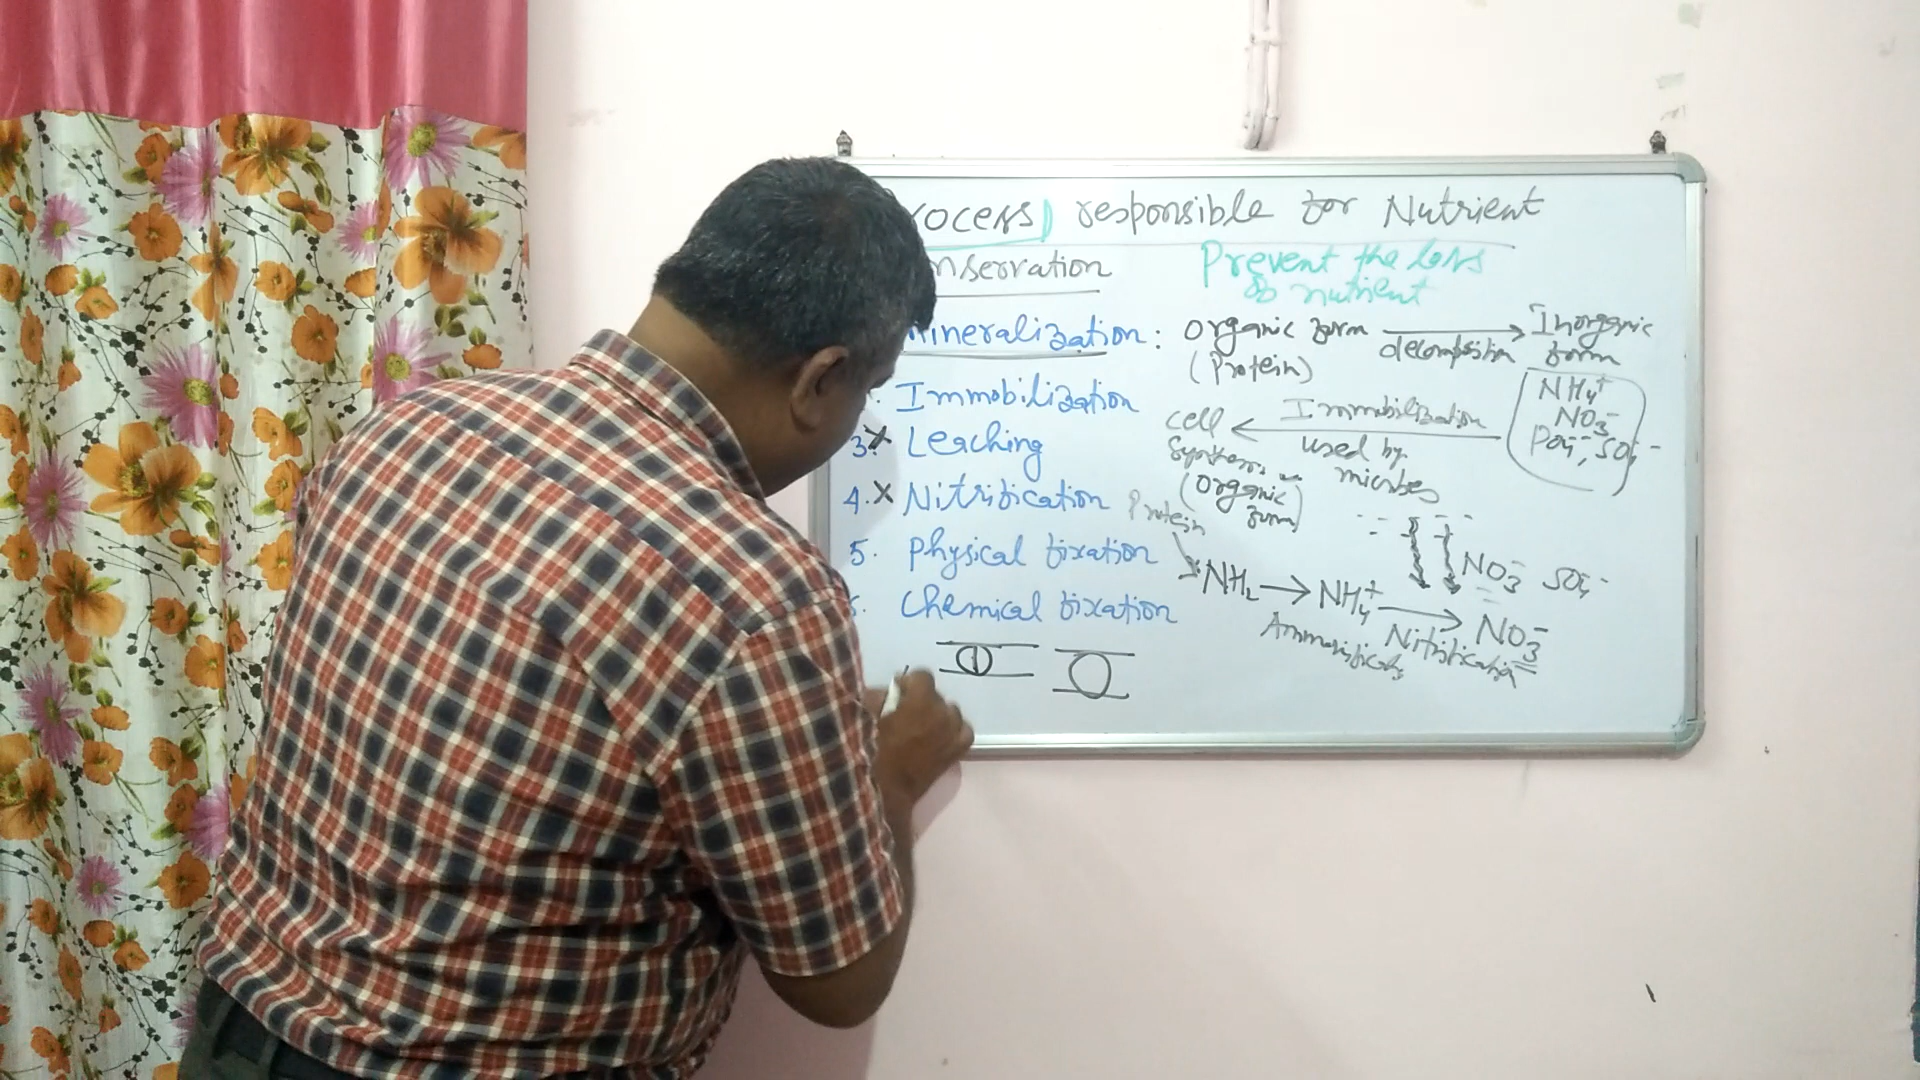 ocess responsible for Nutrient
nservation
Prevent the loss
of nutrient
mineralization : organic form decomposition Inorganic
form
(Protein)
NH4+
NO3-
PO4--, SO4--
Immobilization
cell Immobilization
synthesis used by
microbes
(organic
form)
3. X Leaching
4. X Nitrification
Protein
5. Physical fixation
NO3- SO4--
NH2 NH4+ NO3-
Ammonification Nitrification
6. Chemical fixation